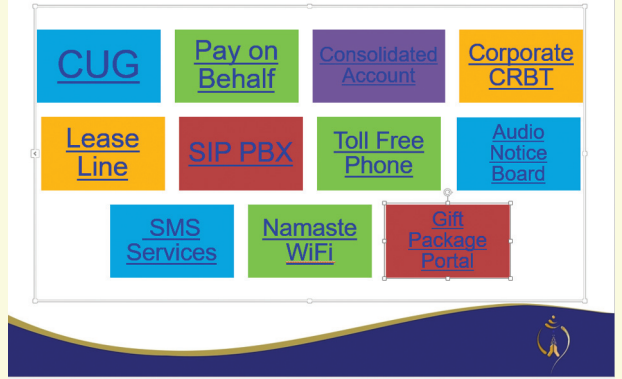 CUG
Pay on
Behalf
Consolidated
Account
Corporate
CRBT
Lease
Line
SIP PBX
Toll Free
Phone
Audio
Notice
Board
SMS
Services
Namaste
WiFi
Gift
Package
Portal